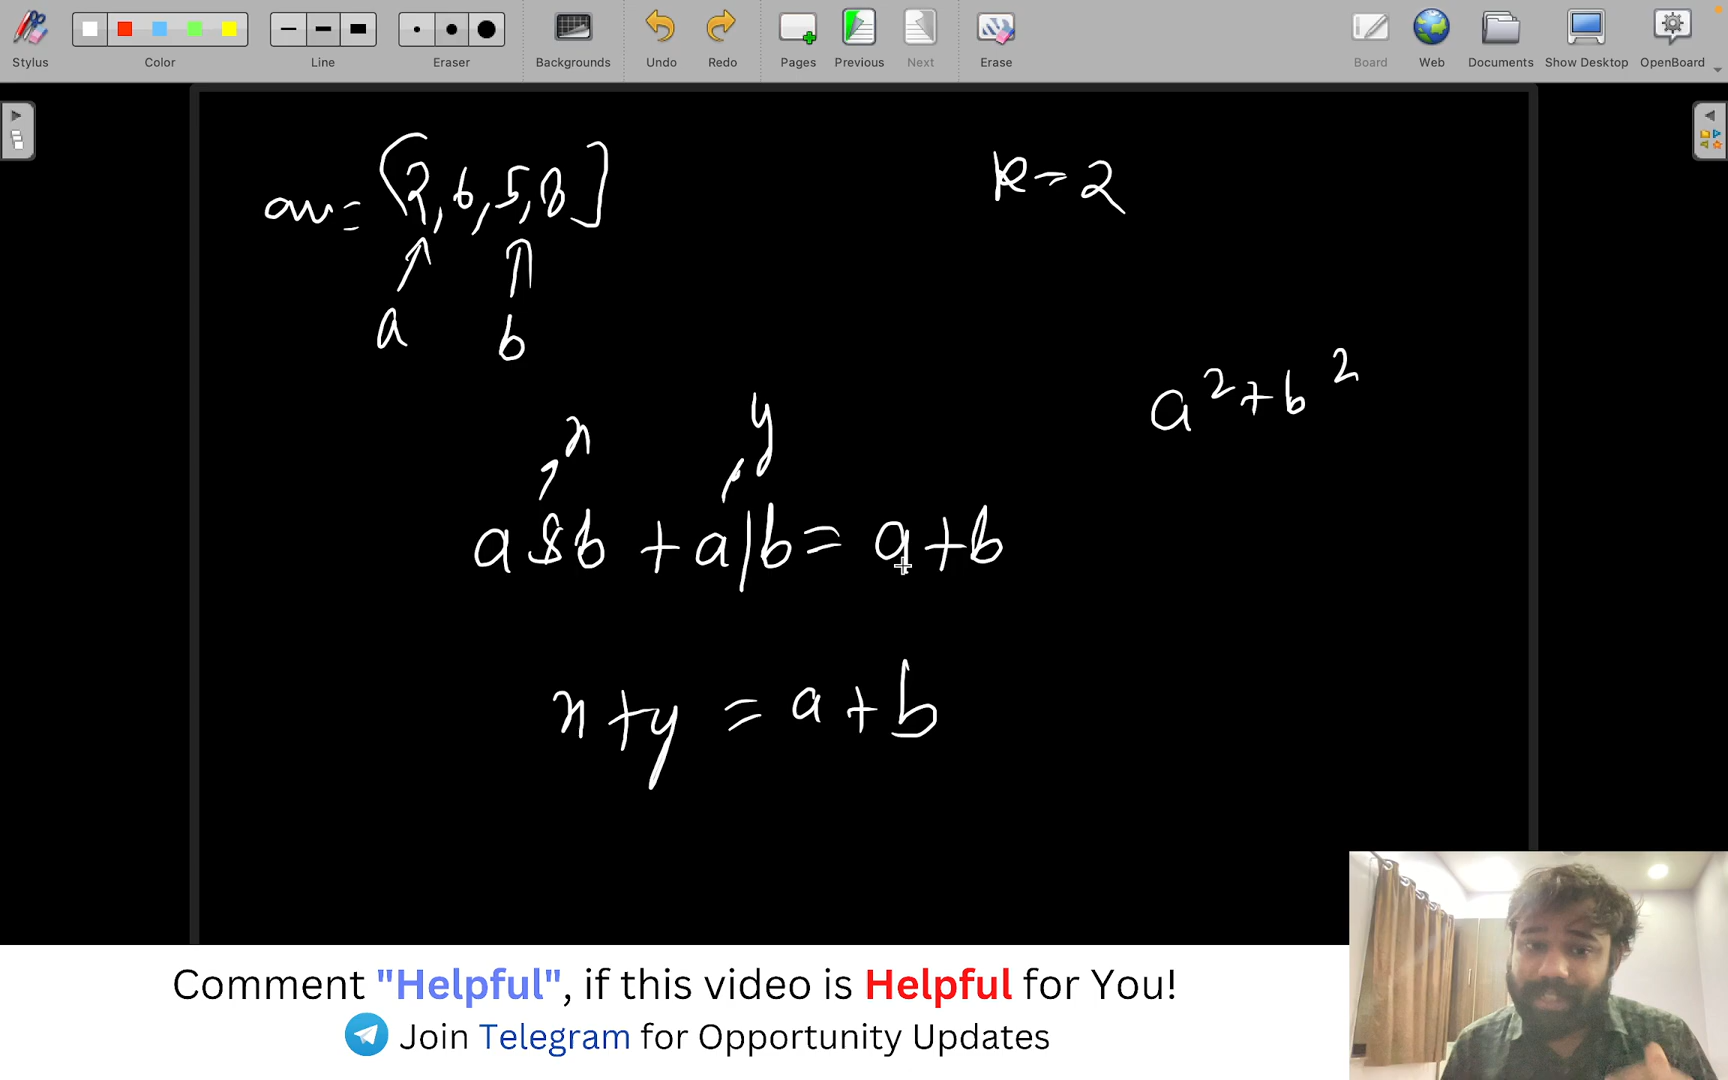 Stylus Color Line Eraser Backgrounds Undo Redo Pages Previous Next Erase Board Web Documents Show Desktop OpenBoard
arr = [2, 6, 5, 8] k = 2
a b
a² + b²
x y
a & b + a | b = a + b
x + y = a + b
Comment "Helpful", if this video is Helpful for You!
Join Telegram for Opportunity Updates